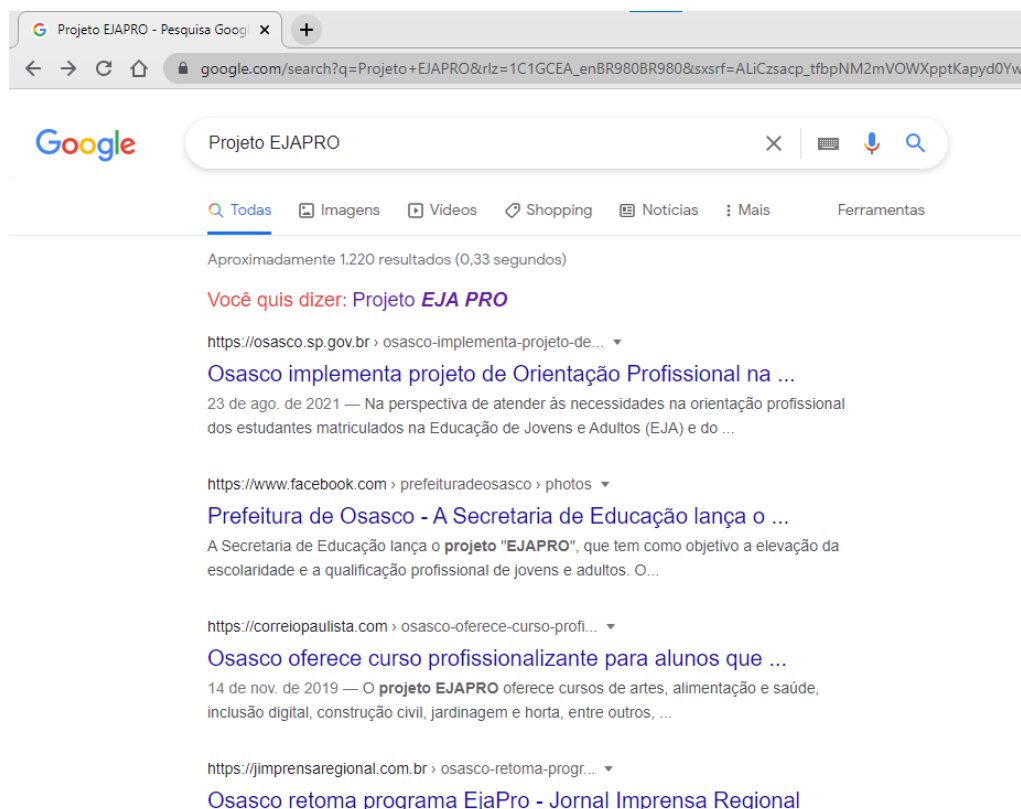 Projeto EJAPRO - Pesquisa Goog
google.com/search?q=Projeto+EJAPRO&rlz=1C1GCEA_enBR980BR980&sxsrf=ALiCzsacp_tfbpNM2mVOWXpptKapyd0Yw
Google
Projeto EJAPRO
Todas Imagens Vídeos Shopping Notícias Mais Ferramentas
Aproximadamente 1.220 resultados (0,33 segundos)
Você quis dizer: Projeto EJA PRO
https://osasco.sp.gov.br › osasco-implementa-projeto-de...
Osasco implementa projeto de Orientação Profissional na ...
23 de ago. de 2021 — Na perspectiva de atender às necessidades na orientação profissional
dos estudantes matriculados na Educação de Jovens e Adultos (EJA) e do ...
https://www.facebook.com › prefeituradeosasco › photos
Prefeitura de Osasco - A Secretaria de Educação lança o ...
A Secretaria de Educação lança o projeto "EJAPRO", que tem como objetivo a elevação da
escolaridade e a qualificação profissional de jovens e adultos. O...
https://correiopaulista.com › osasco-oferece-curso-profi...
Osasco oferece curso profissionalizante para alunos que ...
14 de nov. de 2019 — O projeto EJAPRO oferece cursos de artes, alimentação e saúde,
inclusão digital, construção civil, jardinagem e horta, entre outros, ...
https://jimprensaregional.com.br › osasco-retoma-progr...
Osasco retoma programa EjaPro - Jornal Imprensa Regional